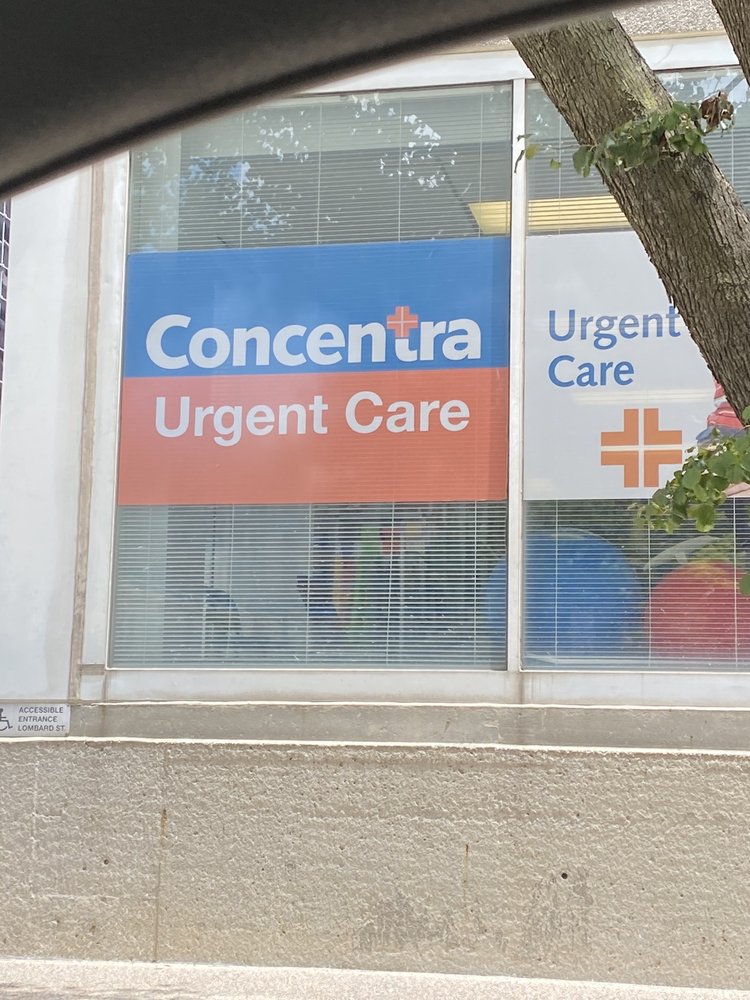 Concentra
Urgent Care
Urgent
Care
ACCESSIBLE
ENTRANCE
LOMBARD ST